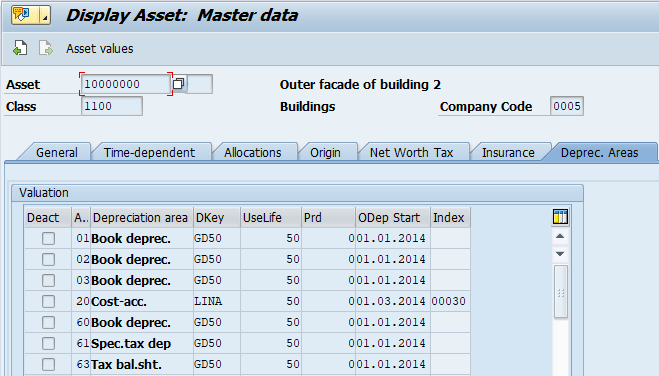 Display Asset: Master data
Asset values
Asset 10000000 Outer facade of building 2
Class 1100 Buildings Company Code 0005
General Time-dependent Allocations Origin Net Worth Tax Insurance Deprec. Areas
Valuation
Deact A.. Depreciation area DKey UseLife Prd ODep Start Index
01 Book deprec. GD50 50 0 01.01.2014
02 Book deprec. GD50 50 0 01.01.2014
03 Book deprec. GD50 50 0 01.01.2014
20 Cost-acc. LINA 50 0 01.03.2014 00030
60 Book deprec. GD50 50 0 01.01.2014
61 Spec.tax dep GD50 50 0 01.01.2014
63 Tax bal.sht. GD50 50 0 01.01.2014